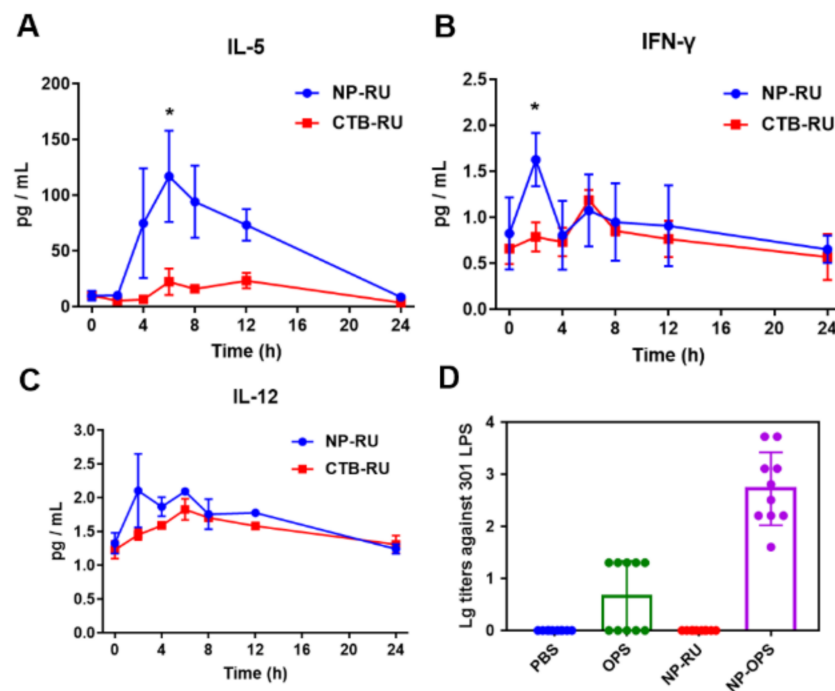 A
IL-5
200
150
100
50
0
pg / mL
NP-RU
CTB-RU
*
0 4 8 12 16 20 24
Time (h)
B
IFN-γ
2.5
2.0
1.5
1.0
0.5
0.0
pg / mL
NP-RU
CTB-RU
*
0 4 8 12 16 20 24
Time (h)
C
IL-12
3.0
2.5
2.0
1.5
1.0
0.5
0.0
pg / mL
NP-RU
CTB-RU
0 4 8 12 16 20 24
Time (h)
D
4
3
2
1
0
Lg titers against 301 LPS
PBS
OPS
NP-RU
NP-OPS